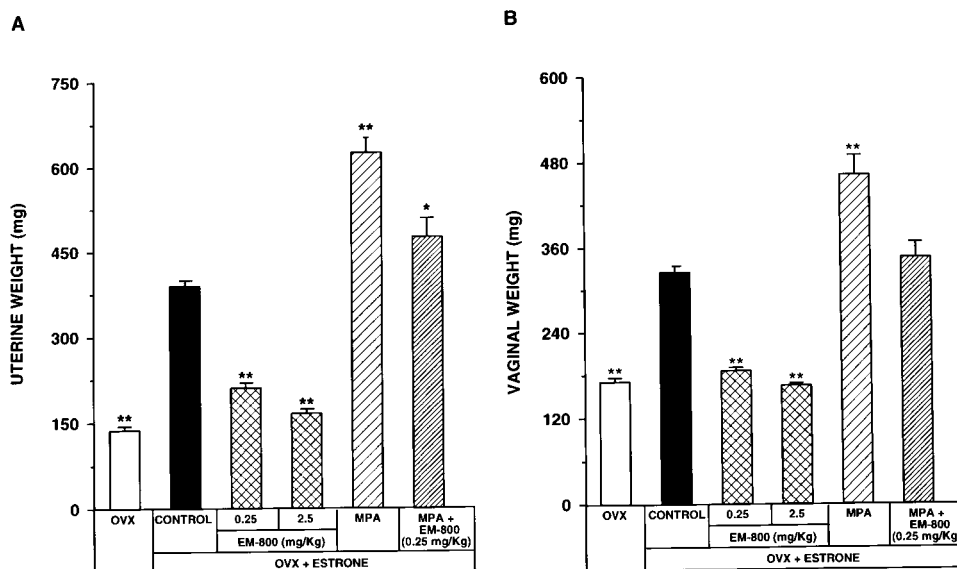 A
UTERINE WEIGHT (mg)
750
600
450
300
150
0
**
**
**
**
*
OVX
CONTROL
0.25
2.5
MPA
MPA +
EM-800
(0.25 mg/Kg)
EM-800 (mg/Kg)
OVX + ESTRONE
B
VAGINAL WEIGHT (mg)
600
480
360
240
120
0
**
**
**
**
OVX
CONTROL
0.25
2.5
MPA
MPA +
EM-800
(0.25 mg/Kg)
EM-800 (mg/Kg)
OVX + ESTRONE